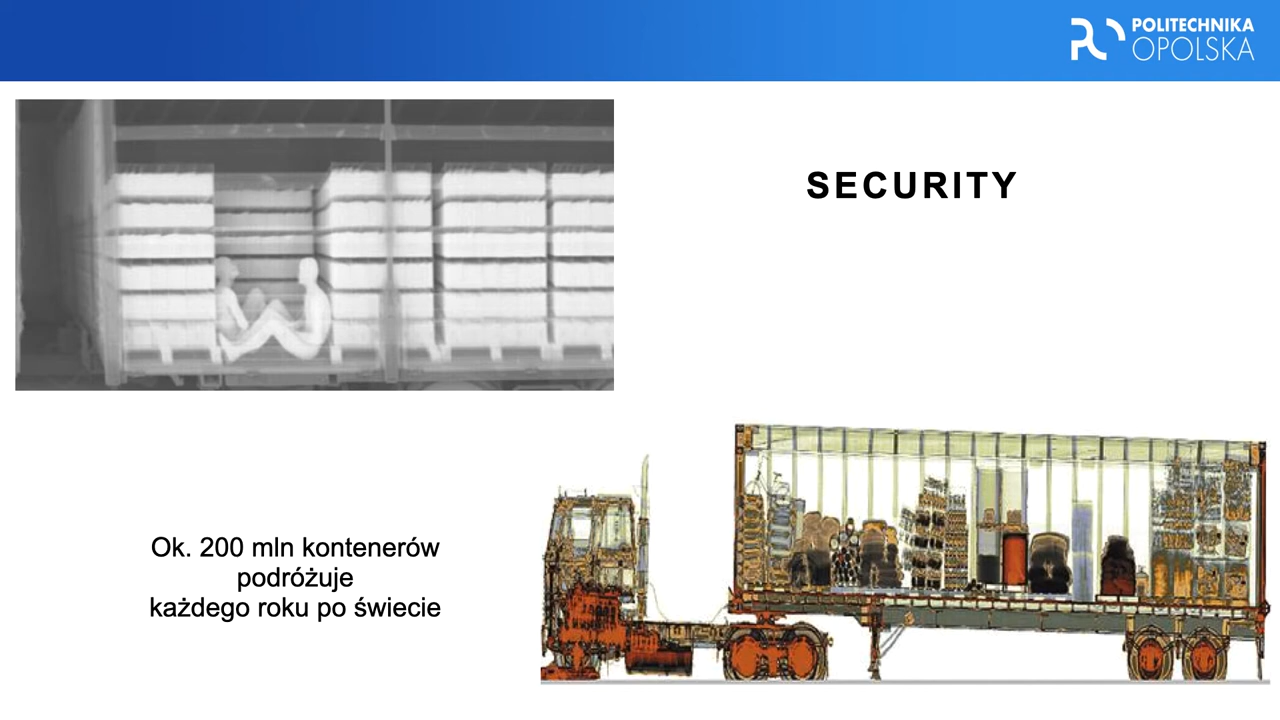 POLITECHNIKA
OPOLSKA
SECURITY
Ok. 200 mln kontenerów
podróżuje
każdego roku po świecie